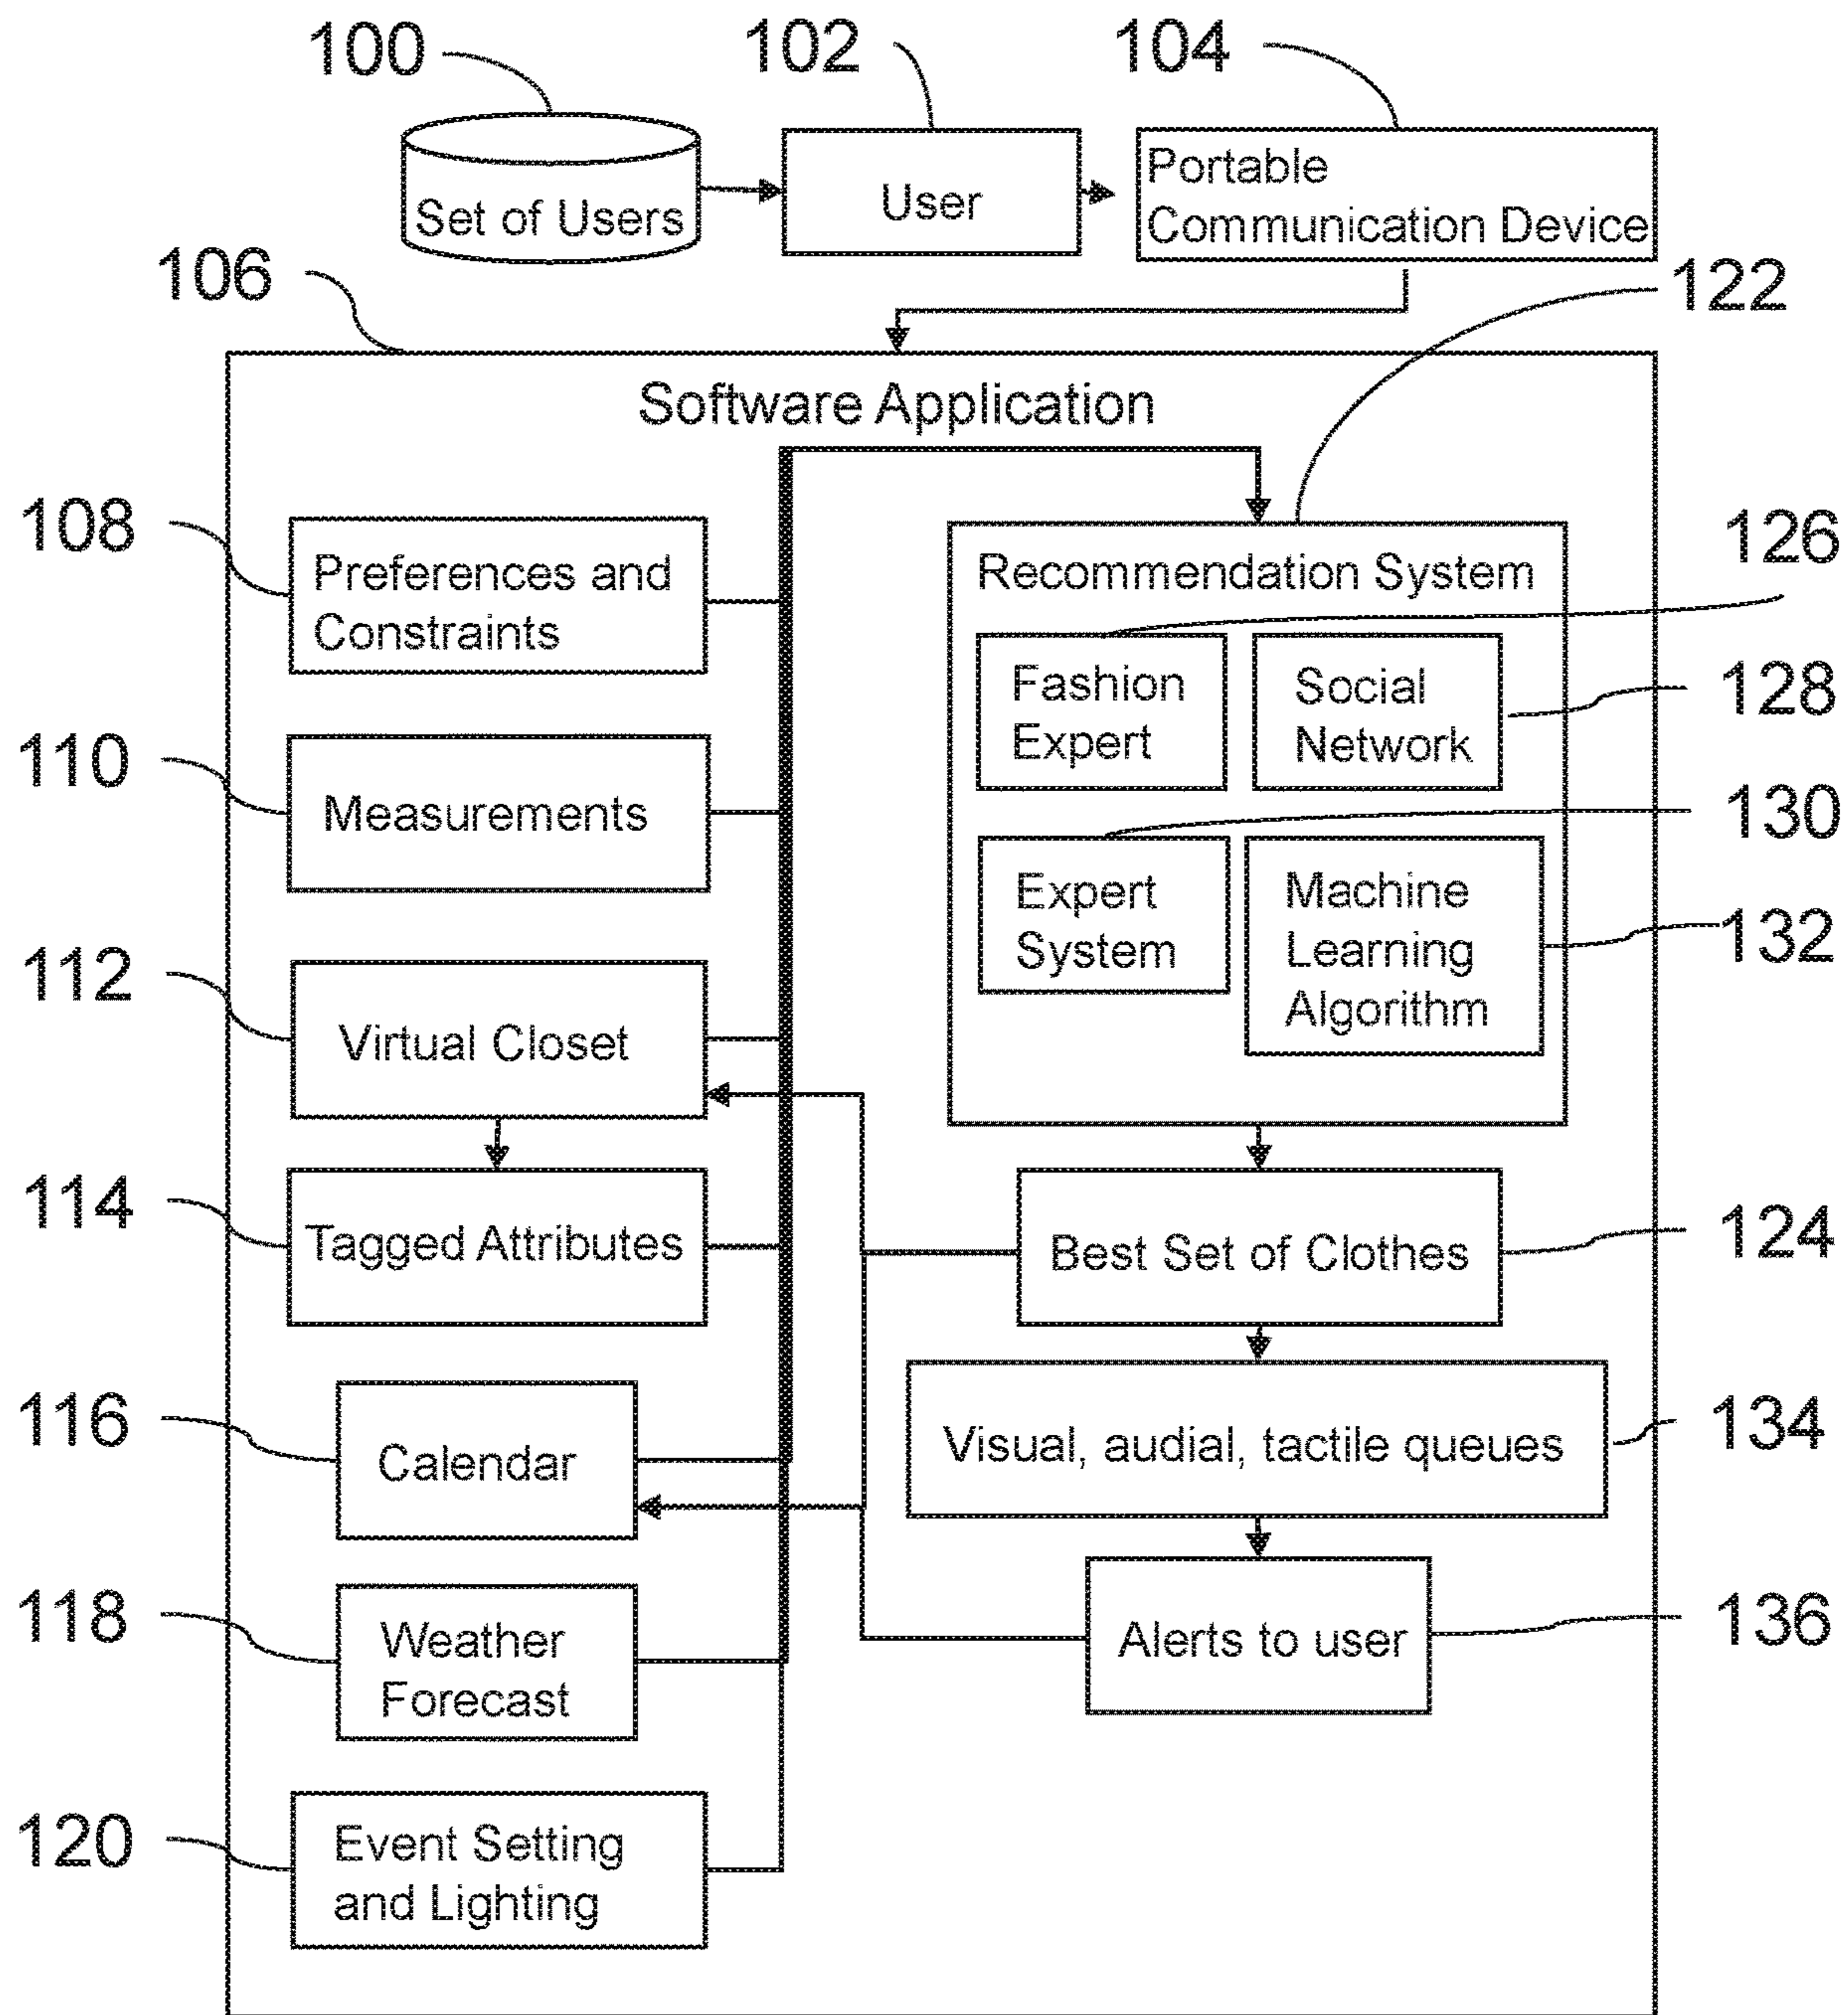 100
102
104
Set of Users
User
Portable
Communication Device
106
122
Software Application
108
Preferences and
Constraints
Recommendation System
126
Fashion
Expert
Social
Network
128
110
Measurements
130
Expert
System
Machine
Learning
Algorithm
132
112
Virtual Closet
114
Tagged Attributes
Best Set of Clothes
124
116
Calendar
Visual, audial, tactile queues
134
118
Weather
Forecast
Alerts to user
136
120
Event Setting
and Lighting